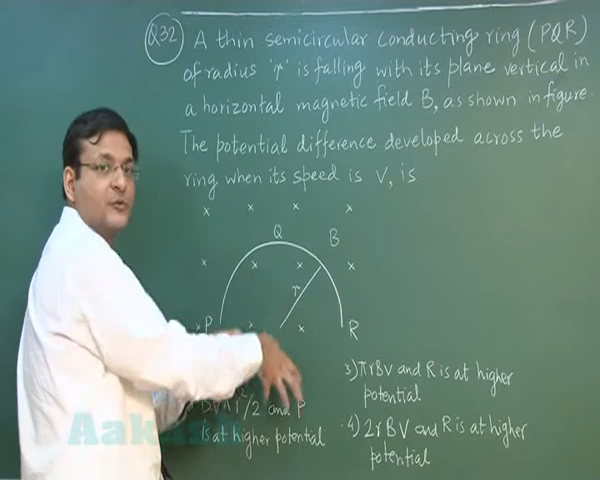 Q32 A thin semicircular conducting ring (PQR)
of radius 'r' is falling with its plane vertical in
a horizontal magnetic field B, as shown in figure.
The potential difference developed across the
ring when its speed is v, is
x x x x
Q B
x x x x
r
x P x x R
BVπr²/2 and P
is at higher potential
3) πrBV and R is at higher
potential
4) 2rBV and R is at higher
potential
Aakash